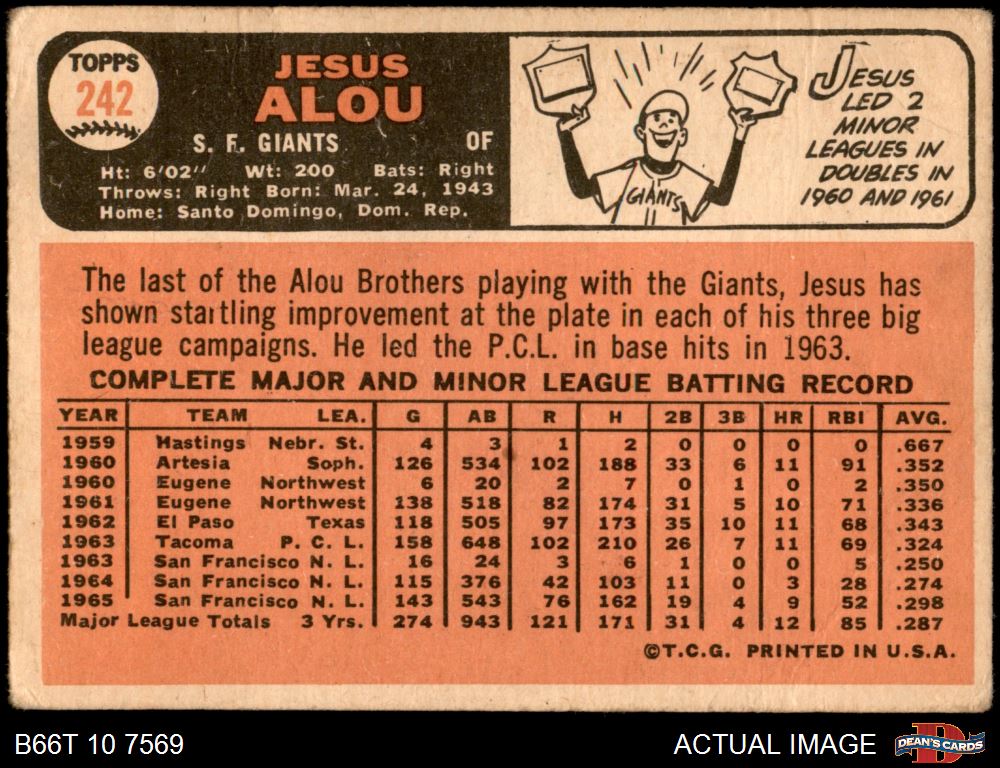 TOPPS
242
JESUS
ALOU
S. F. GIANTS OF
Ht: 6'02" Wt: 200 Bats: Right
Throws: Right Born: Mar. 24, 1943
Home: Santo Domingo, Dom. Rep.
GIANTS
JESUS
LED 2
MINOR
LEAGUES IN
DOUBLES IN
1960 AND 1961
The last of the Alou Brothers playing with the Giants, Jesus has
shown startling improvement at the plate in each of his three big
league campaigns. He led the P.C.L. in base hits in 1963.
COMPLETE MAJOR AND MINOR LEAGUE BATTING RECORD
YEAR TEAM LEA. G AB R H 2B 3B HR RBI AVG.
1959 Hastings Nebr. St. 4 3 1 2 0 0 0 0 .667
1960 Artesia Soph. 126 534 102 188 33 6 11 91 .352
1960 Eugene Northwest 6 20 2 7 0 1 0 2 .350
1961 Eugene Northwest 138 518 82 174 31 5 10 71 .336
1962 El Paso Texas 118 505 97 173 35 10 11 68 .343
1963 Tacoma P. C. L. 158 648 102 210 26 7 11 69 .324
1963 San Francisco N. L. 16 24 3 6 1 0 0 5 .250
1964 San Francisco N. L. 115 376 42 103 11 0 3 28 .274
1965 San Francisco N. L. 143 543 76 162 19 4 9 52 .298
Major League Totals 3 Yrs. 274 943 121 171 31 4 12 85 .287
©T.C.G. PRINTED IN U.S.A.
B66T 10 7569 ACTUAL IMAGE DEAN'S CARDS